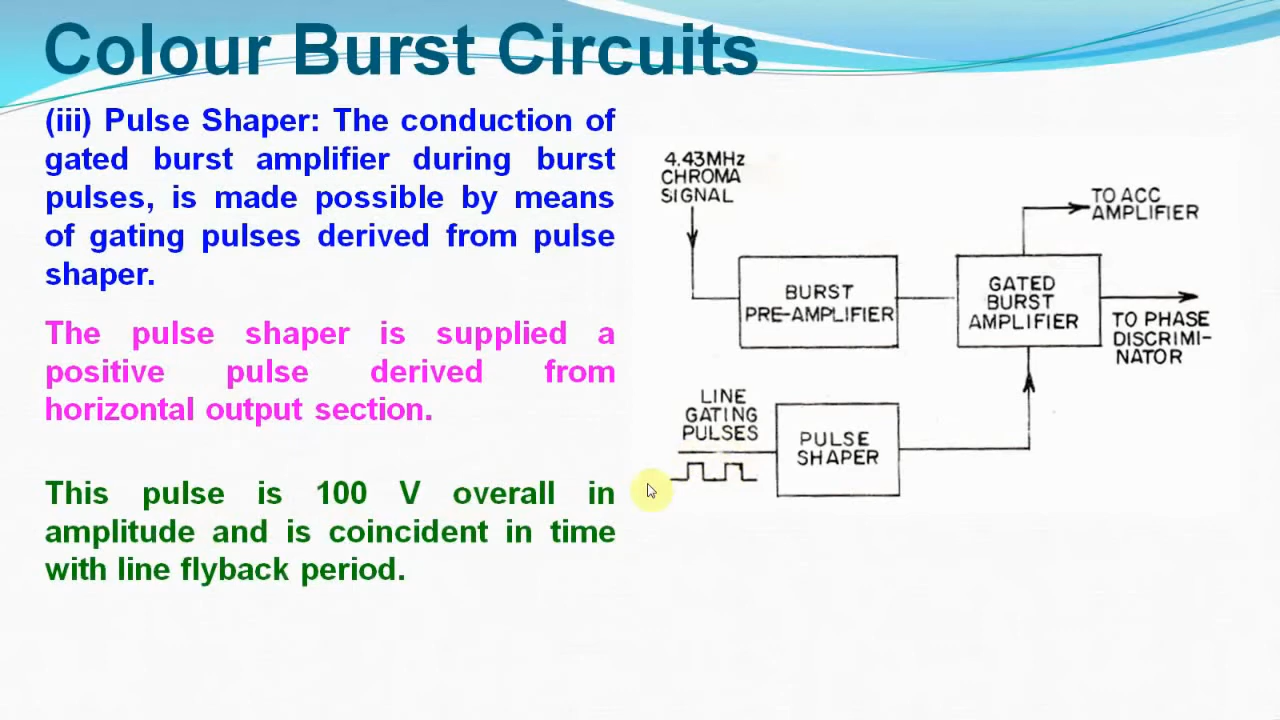 Colour Burst Circuits
(iii) Pulse Shaper: The conduction of
gated burst amplifier during burst
pulses, is made possible by means
of gating pulses derived from pulse
shaper.
The pulse shaper is supplied a
positive pulse derived from
horizontal output section.
This pulse is 100 V overall in
amplitude and is coincident in time
with line flyback period.
4.43MHz
CHROMA
SIGNAL
TO ACC
AMPLIFIER
BURST
PRE-AMPLIFIER
GATED
BURST
AMPLIFIER
TO PHASE
DISCRIMI-
NATOR
LINE
GATING
PULSES
PULSE
SHAPER